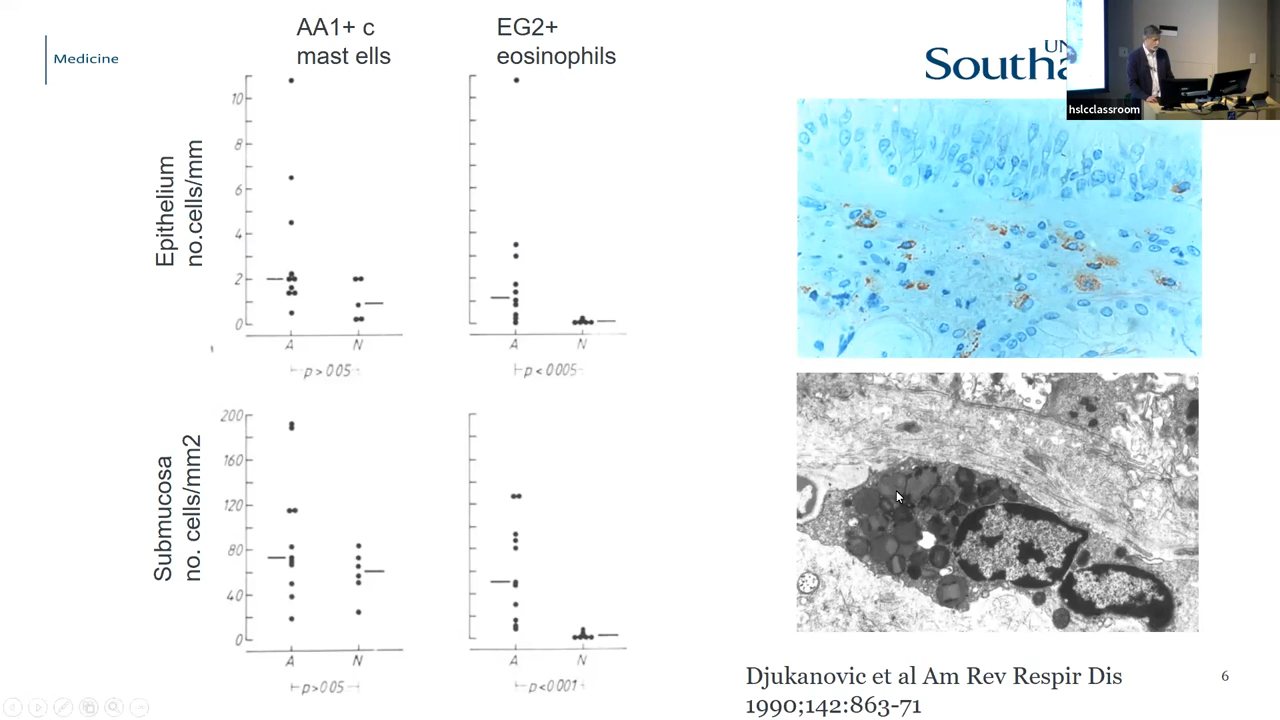 Medicine
AA1+ c
mast ells
EG2+
eosinophils
UN
Southa
hslcclassroom
Epithelium
no.cells/mm
10
8
6
4
2
0
A
N
A
N
p > 0.05
p < 0.005
Submucosa
no. cells/mm2
200
160
120
80
40
0
A
N
A
N
p>0.05
p<0.001
Djukanovic et al Am Rev Respir Dis
1990;142:863-71
6